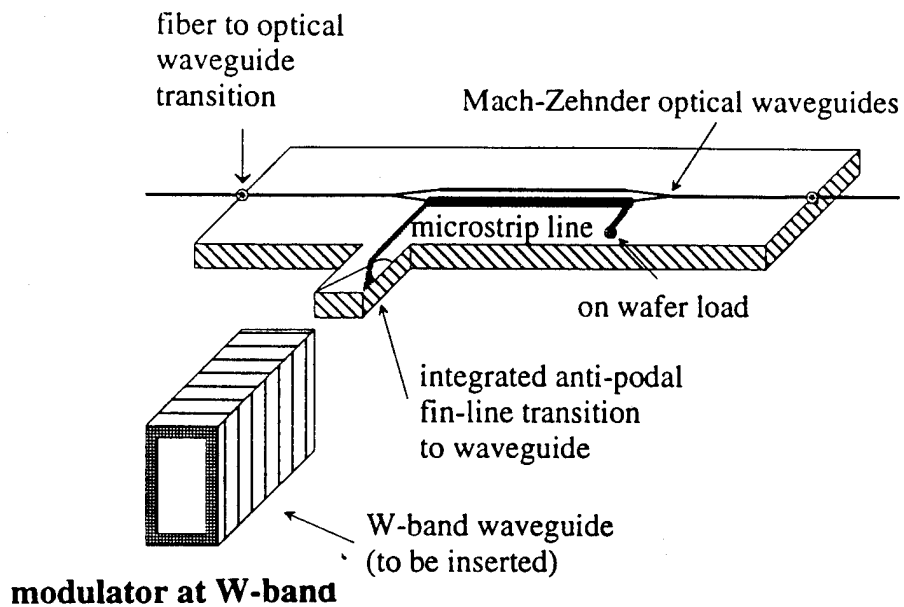 fiber to optical
waveguide
transition
Mach-Zehnder optical waveguides
microstrip line
on wafer load
integrated anti-podal
fin-line transition
to waveguide
W-band waveguide
(to be inserted)
modulator at W-band